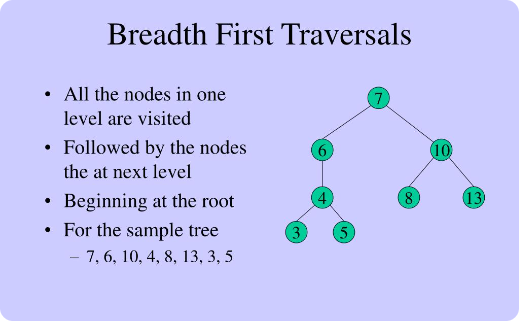 Breadth First Traversals
• All the nodes in one
level are visited
• Followed by the nodes
the at next level
• Beginning at the root
• For the sample tree
– 7, 6, 10, 4, 8, 13, 3, 5
7
6 10
4 8 13
3 5